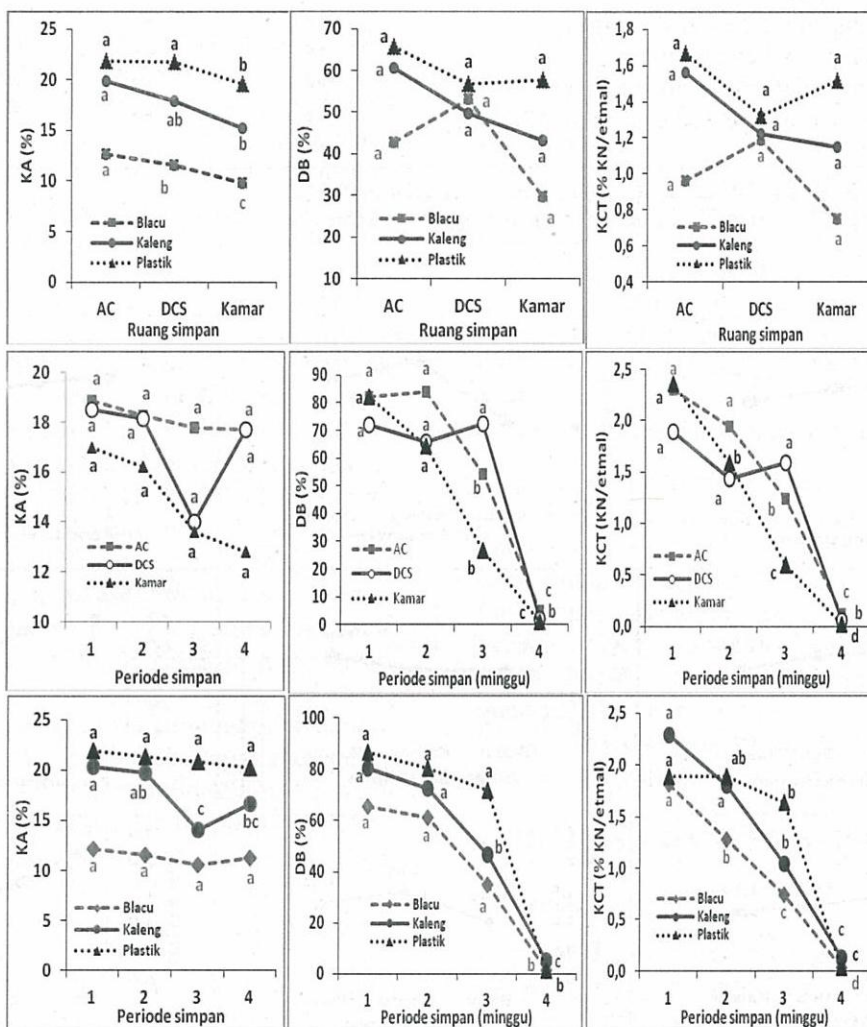 KA (%)
25
20
15
10
5
0
a a b
a ab b
a b c
Blacu
Kaleng
Plastik
AC DCS Kamar
Ruang simpan
DB (%)
70
60
50
40
30
20
10
a a a
a a a
a a a
Blacu
Kaleng
Plastik
AC DCS Kamar
Ruang simpan
KCT (% KN/etmal)
1,8
1,6
1,4
1,2
1,0
0,8
0,6
0,4
a a a
a a a
a a a
Blacu
Kaleng
Plastik
AC DCS Kamar
Ruang simpan
KA (%)
20
18
16
14
12
10
a a a a
a a a a
a a a a
AC
DCS
Kamar
1 2 3 4
Periode simpan
DB (%)
90
80
70
60
50
40
30
20
10
0
a a
a a a
a a b
b c
c b
AC
DCS
Kamar
1 2 3 4
Periode simpan (minggu)
KCT (KN/etmal)
2,5
2,0
1,5
1,0
0,5
0,0
a a
a b a
a a b
c c
b
d
AC
DCS
Kamar
1 2 3 4
Periode simpan (minggu)
KA (%)
25
20
15
10
5
0
a a a a
a ab c bc
a a a a
Blacu
Kaleng
Plastik
1 2 3 4
Periode simpan
DB (%)
100
80
60
40
20
0
a a a
a a b
a a a
b c
b
Blacu
Kaleng
Plastik
1 2 3 4
Periode simpan (minggu)
KCT (% KN/etmal)
2,5
2,0
1,5
1,0
0,5
0,0
a
a ab b
a a b
b c c
c
d
Blacu
Kaleng
Plastik
1 2 3 4
Periode simpan (minggu)